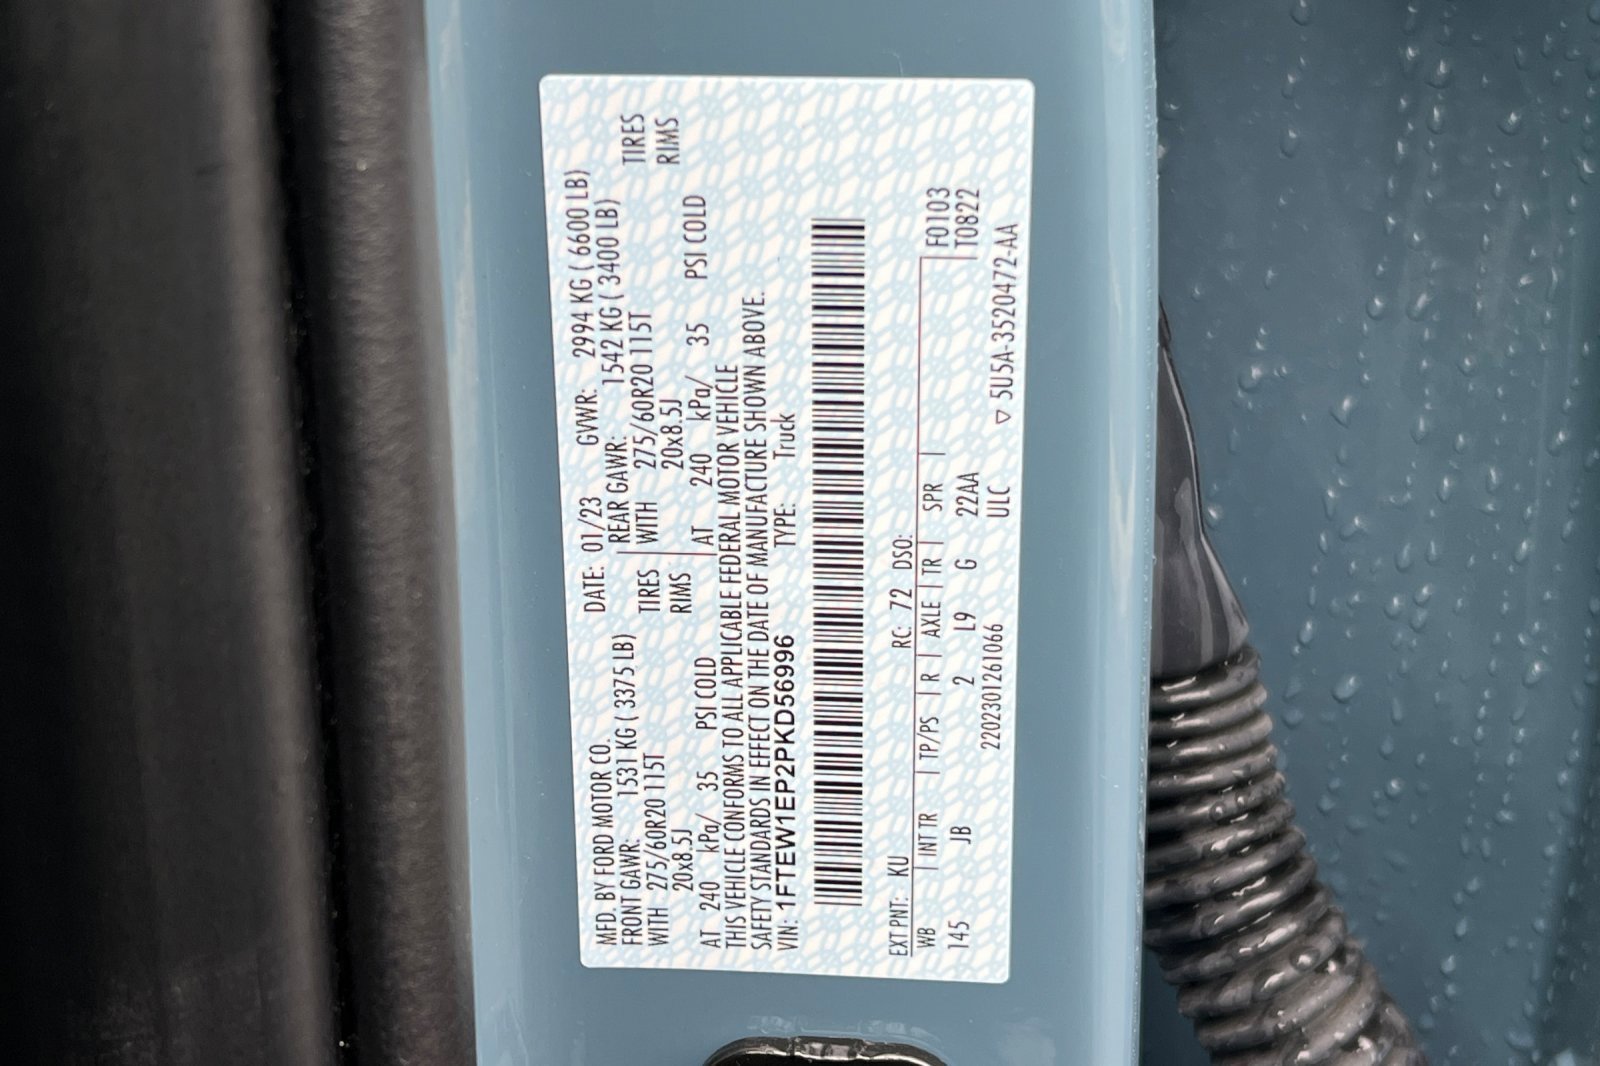 MFD. BY FORD MOTOR CO. DATE: 01/23 GVWR: 2994 KG ( 6600 LB)
FRONT GAWR: 1531 KG ( 3375 LB) REAR GAWR: 1542 KG ( 3400 LB)
WITH 275/60R20 115T TIRES WITH 275/60R20 115T TIRES
20x8.5J RIMS 20x8.5J RIMS
AT 240 kPa/ 35 PSI COLD AT 240 kPa/ 35 PSI COLD
THIS VEHICLE CONFORMS TO ALL APPLICABLE FEDERAL MOTOR VEHICLE
SAFETY STANDARDS IN EFFECT ON THE DATE OF MANUFACTURE SHOWN ABOVE.
VIN: 1FTEW1EP2PKD56996 TYPE: Truck
EXT PNT: KU RC: 72 DSO: F0103
WB INT TR TP/PS R AXLE TR SPR T0822
145 JB 2 L9 G 22AA
2202301261066 ULC ▽ 5U5A-3520472-AA